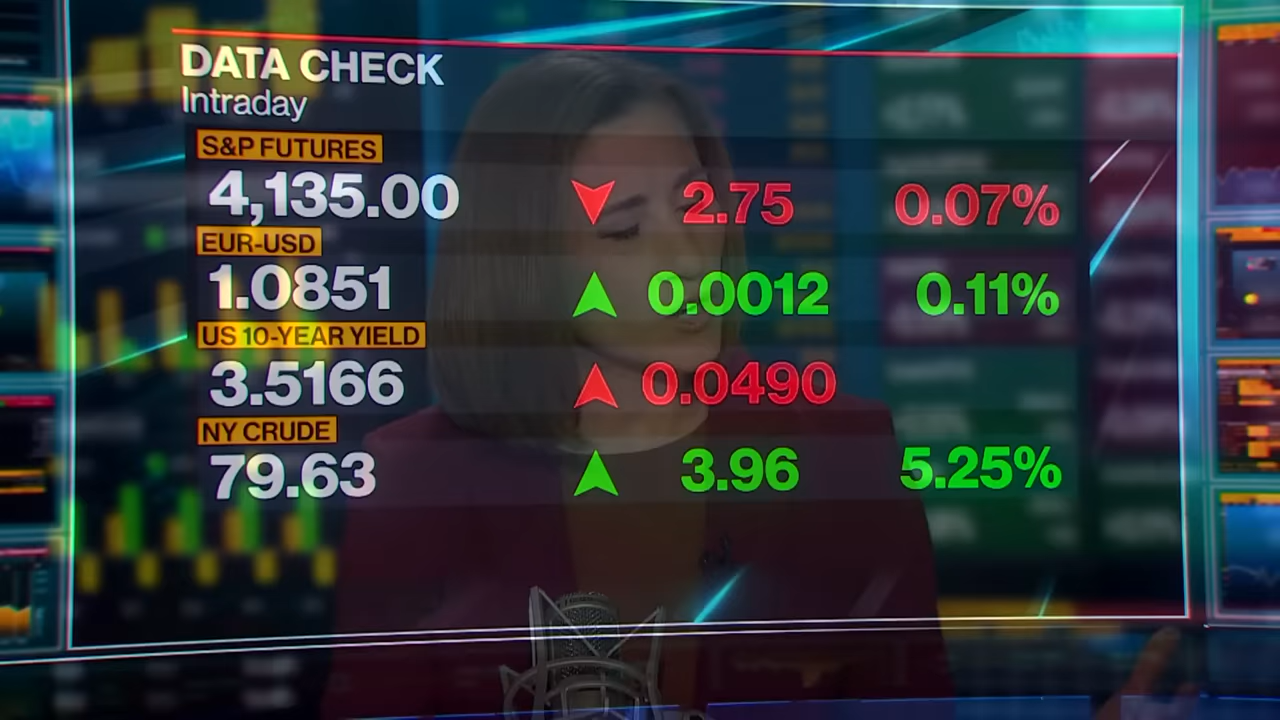 DATA CHECK
Intraday
S&P FUTURES
4,135.00 2.75 0.07%
EUR-USD
1.0851 0.0012 0.11%
US 10-YEAR YIELD
3.5166 0.0490
NY CRUDE
79.63 3.96 5.25%